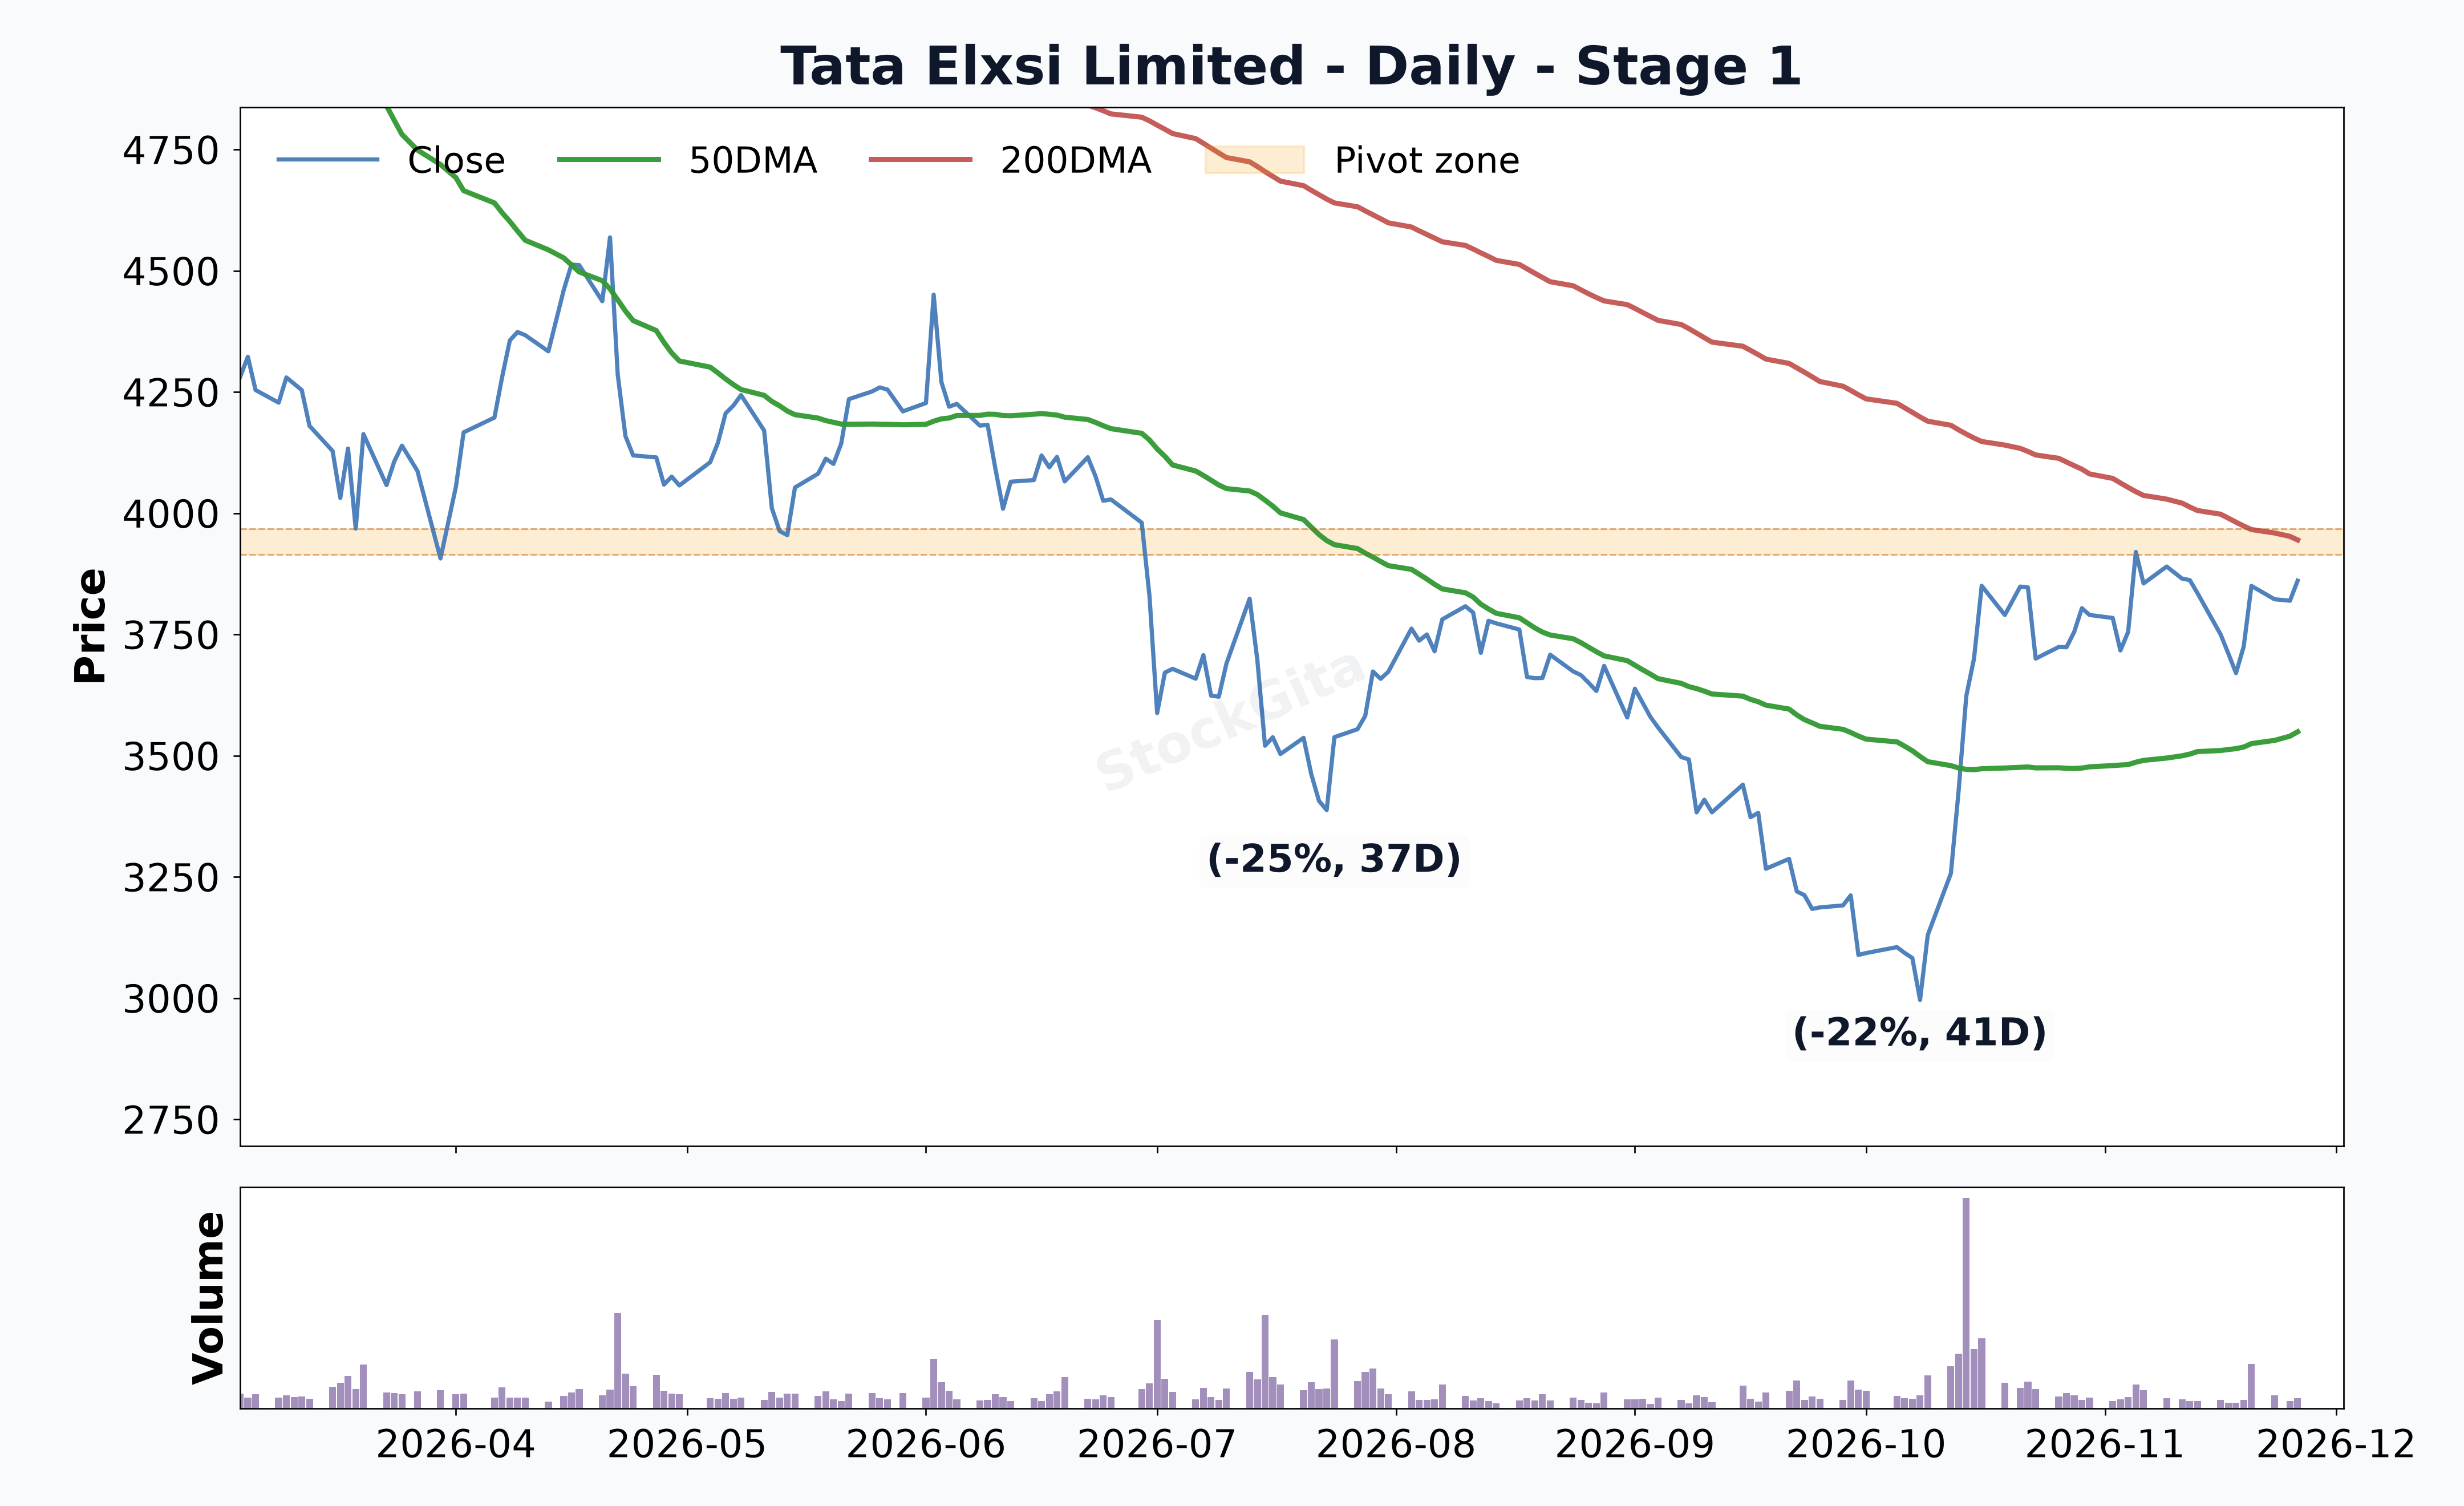 Tata Elxsi Limited - Daily - Stage 1
Close 50DMA 200DMA Pivot zone
4750
4500
4250
4000
3750
3500
3250
3000
2750
Price
StockGita
(-25%, 37D)
(-22%, 41D)
Volume
2026-04 2026-05 2026-06 2026-07 2026-08 2026-09 2026-10 2026-11 2026-12